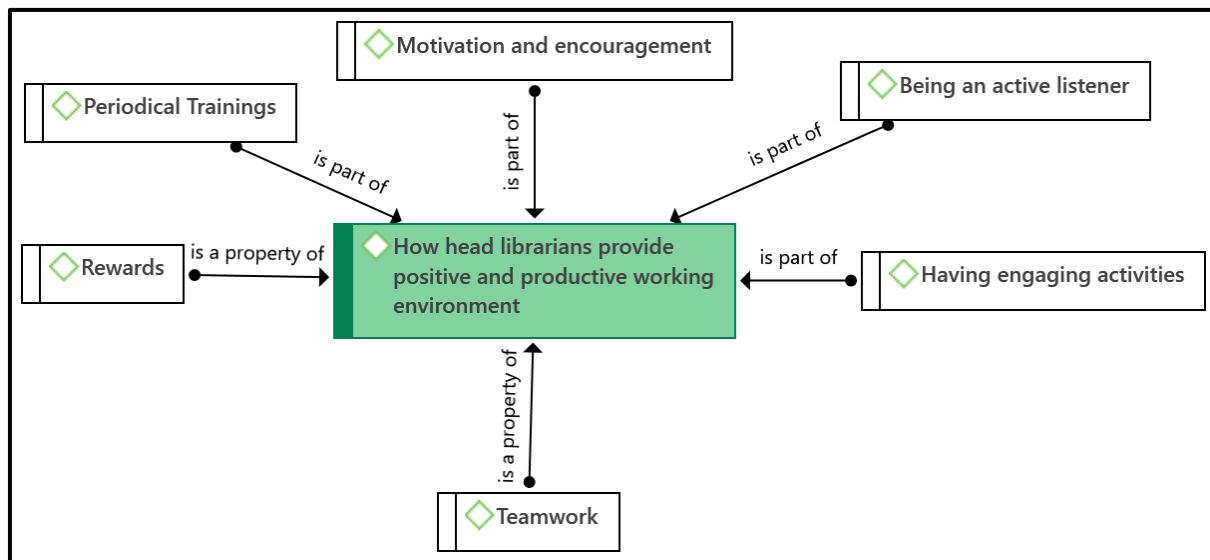 Motivation and encouragement
Being an active listener
Periodical Trainings
is part of
is part of
is part of
How head librarians provide
positive and productive working
environment
is a property of
Rewards
is part of
Having engaging activities
is a property of
Teamwork